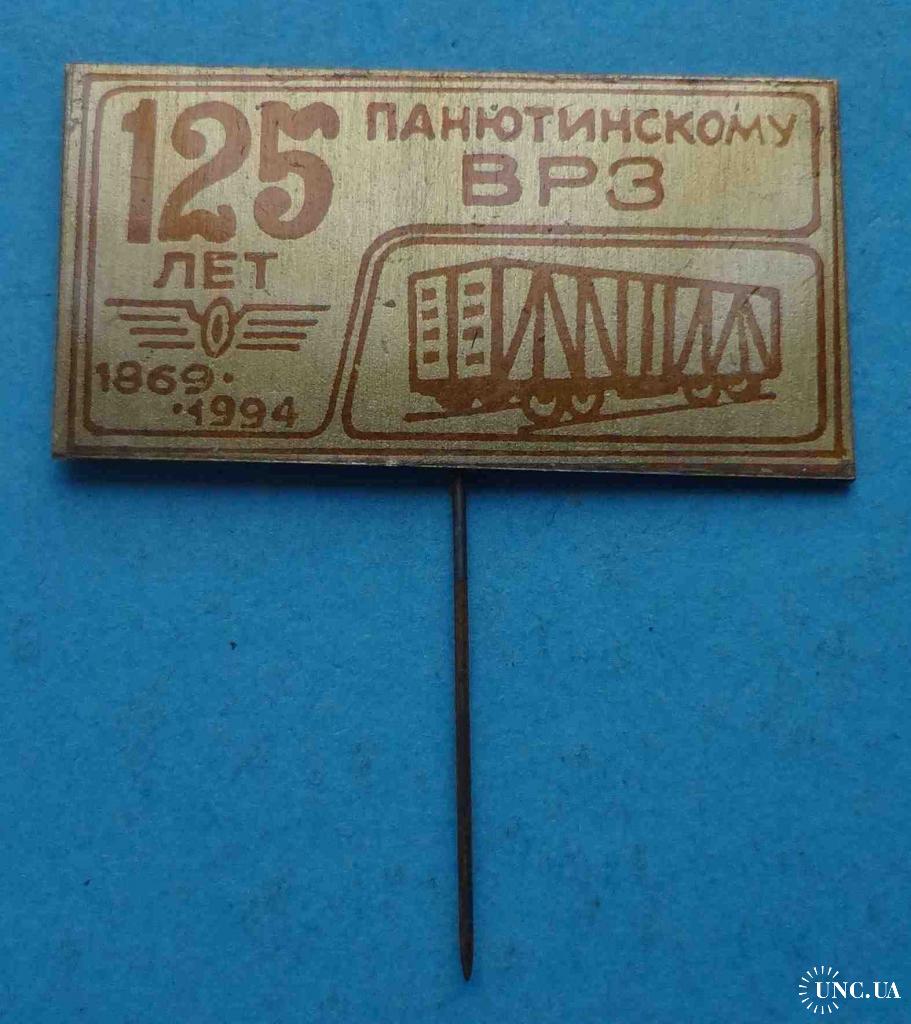 125
ЛЕТ
1869·
·1994
ПАНЮТИНСКОМУ
ВРЗ
UNC.UA